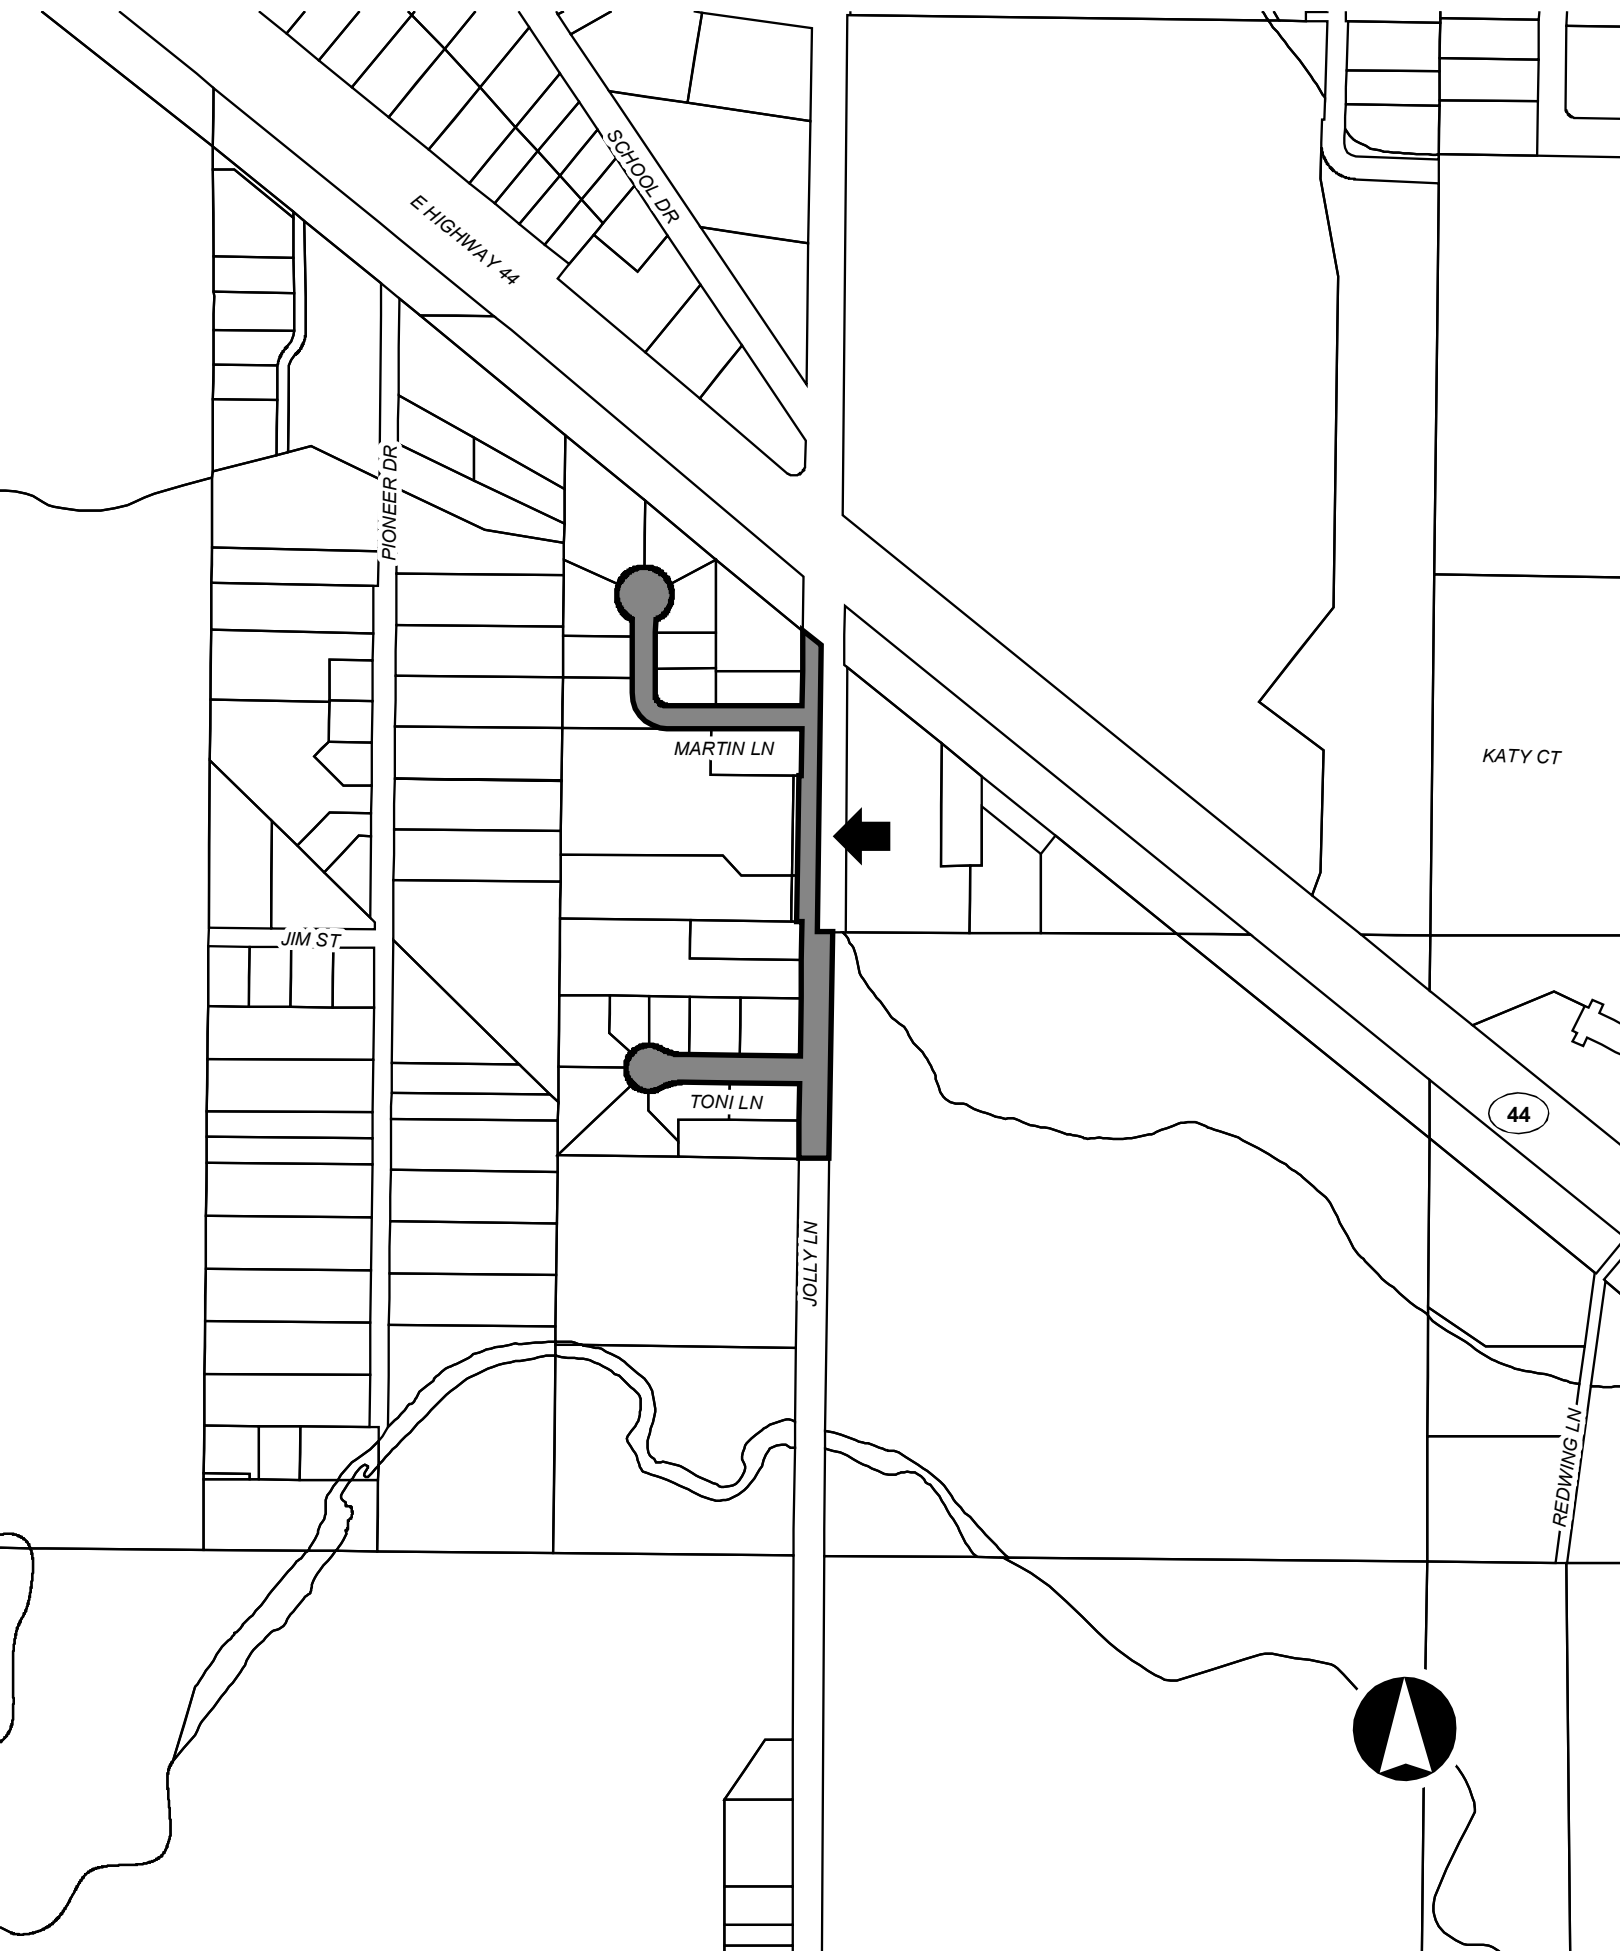 SCHOOL DR
E HIGHWAY 44
PIONEER DR
MARTIN LN
KATY CT
JIM ST
TONI LN
44
JOLLY LN
REDWING LN